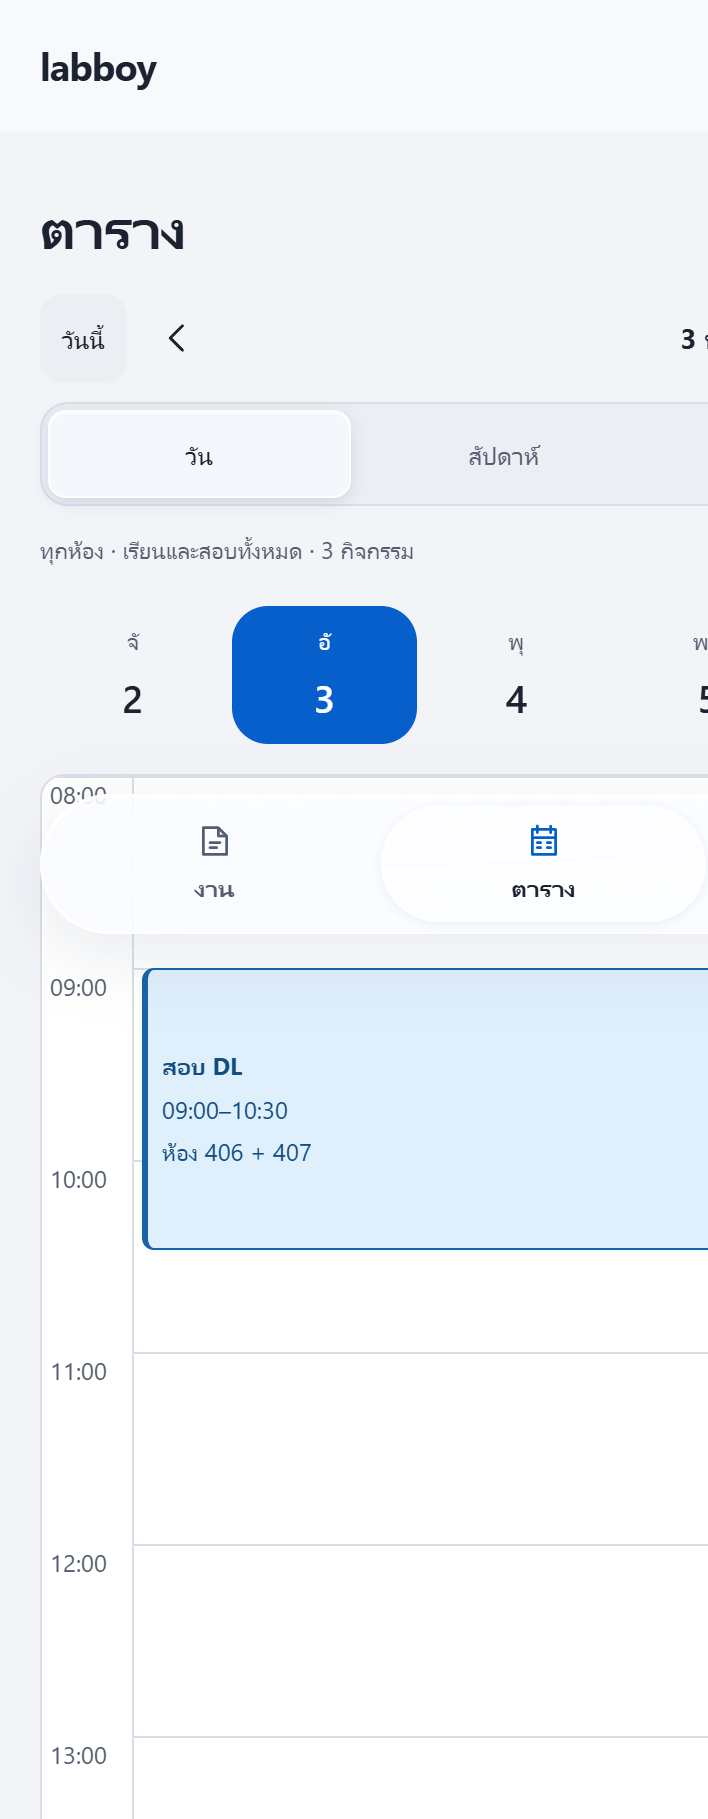 labboy
ตาราง
วันนี้
3
วัน สัปดาห์
ทุกห้อง · เรียนและสอบทั้งหมด · 3 กิจกรรม
จั อั พุ
2 3 4
08:00
งาน ตาราง
09:00
สอบ DL
09:00–10:30
ห้อง 406 + 407
10:00
11:00
12:00
13:00